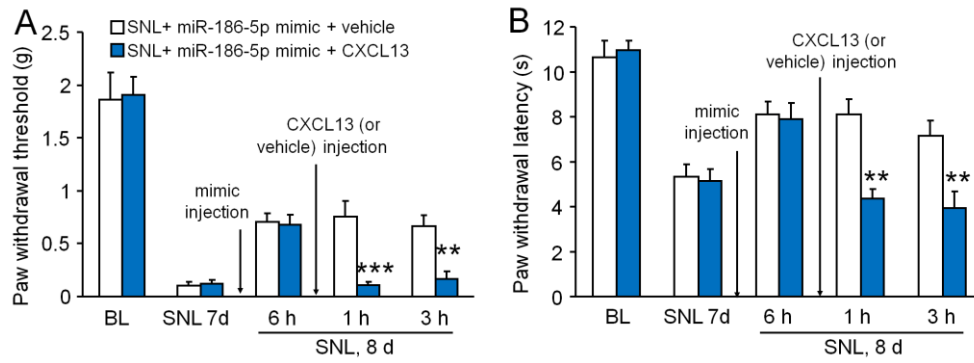 A
Paw withdrawal threshold (g)
2.5
2
1.5
1
0.5
0
SNL+ miR-186-5p mimic + vehicle
SNL+ miR-186-5p mimic + CXCL13
mimic
injection
CXCL13 (or
vehicle) injection
***
**
BL
SNL 7d
6 h
1 h
3 h
SNL, 8 d
B
Paw withdrawal latency (s)
12
10
8
6
4
2
0
mimic
injection
CXCL13 (or
vehicle) injection
**
**
BL
SNL 7d
6 h
1 h
3 h
SNL, 8 d